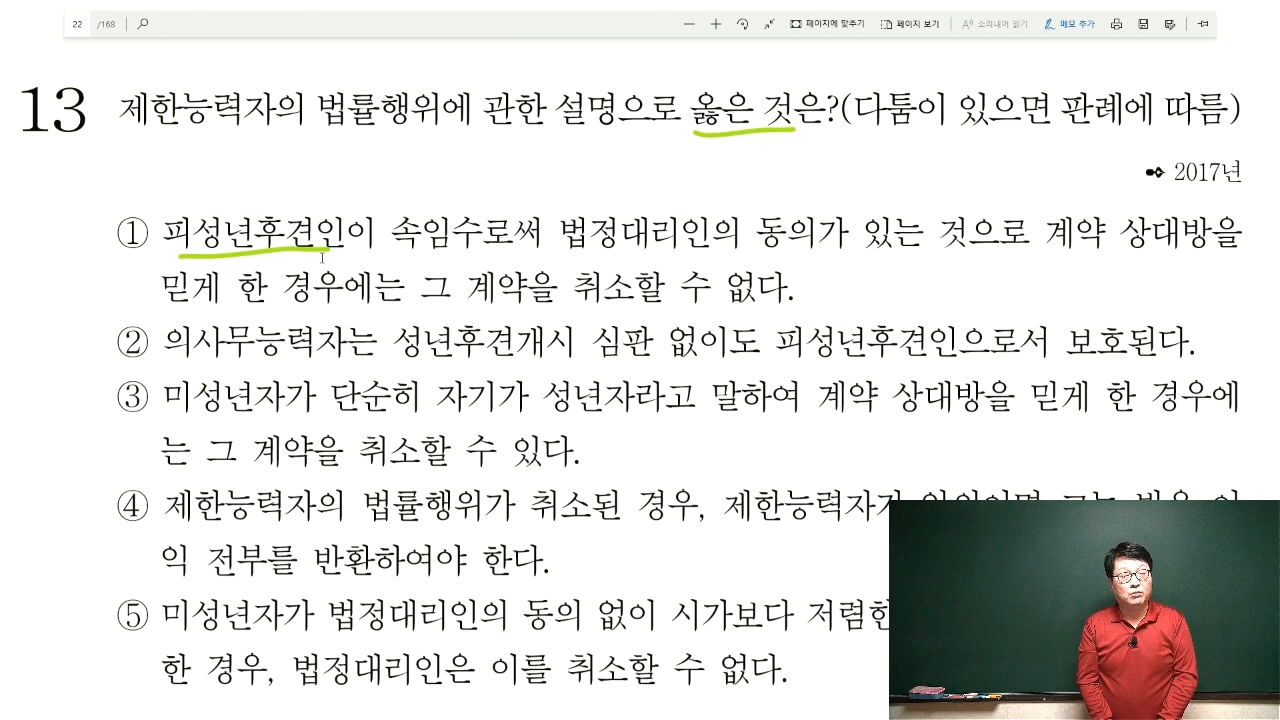 22 /168 페이지에 맞추기 페이지 보기 소리내어 읽기 메모 추가
13 제한능력자의 법률행위에 관한 설명으로 옳은 것은?(다툼이 있으면 판례에 따름)
2017년
① 피성년후견인이 속임수로써 법정대리인의 동의가 있는 것으로 계약 상대방을
믿게 한 경우에는 그 계약을 취소할 수 없다.
② 의사무능력자는 성년후견개시 심판 없이도 피성년후견인으로서 보호된다.
③ 미성년자가 단순히 자기가 성년자라고 말하여 계약 상대방을 믿게 한 경우에
는 그 계약을 취소할 수 있다.
④ 제한능력자의 법률행위가 취소된 경우, 제한능력자가
익 전부를 반환하여야 한다.
⑤ 미성년자가 법정대리인의 동의 없이 시가보다 저렴한
한 경우, 법정대리인은 이를 취소할 수 없다.